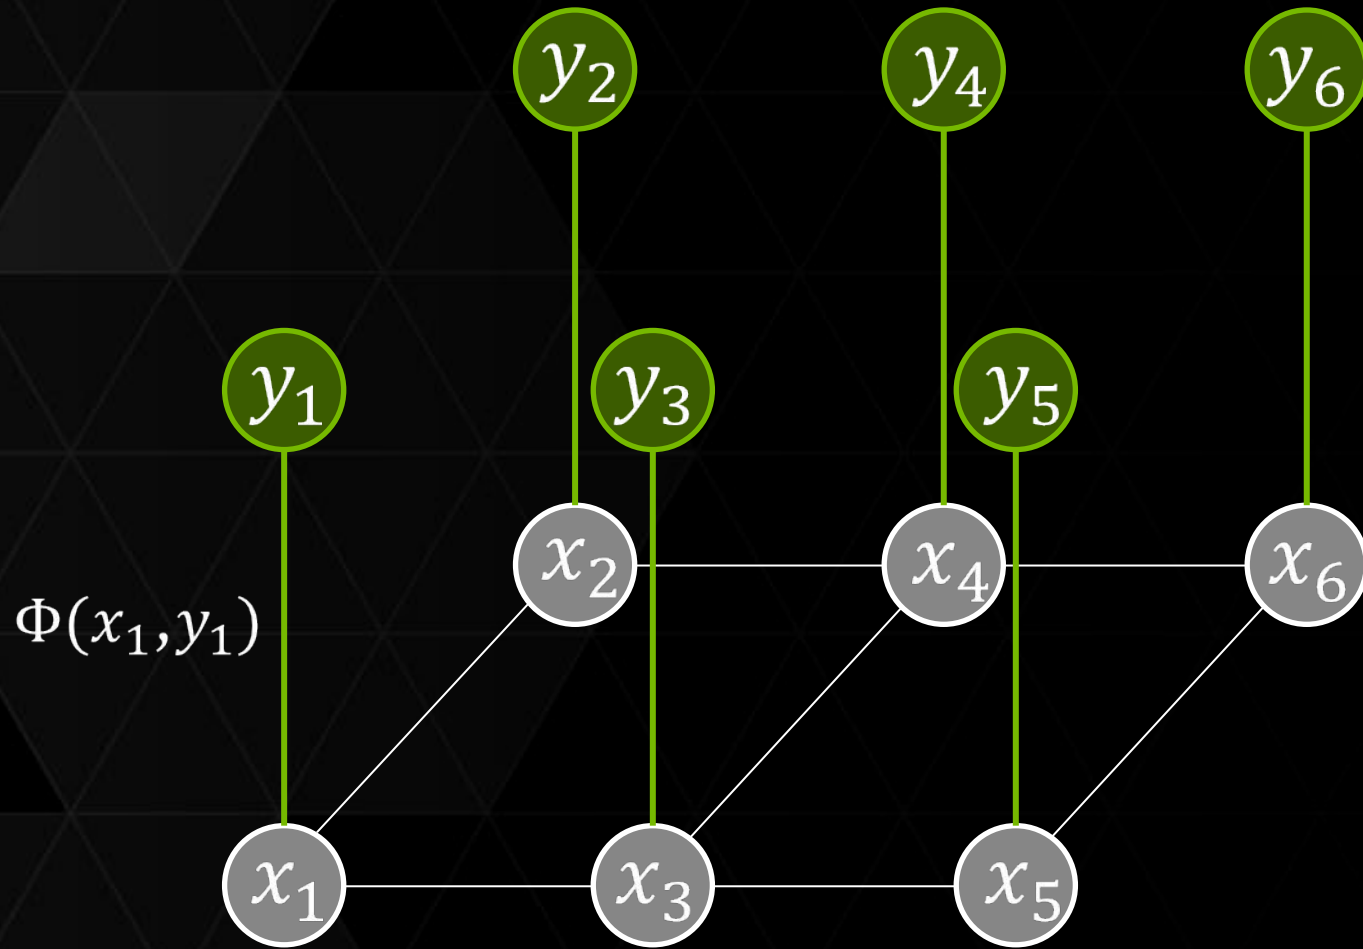 y₂
y₄
y₆
y₁
y₃
y₅
x₂
x₄
x₆
Φ(x₁,y₁)
x₁
x₃
x₅